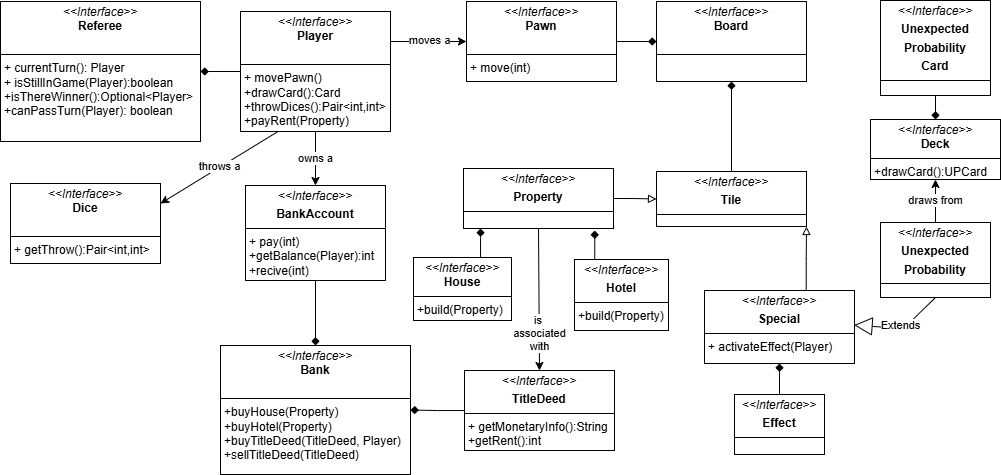 <<Interface>>
Referee
+ currentTurn(): Player
+ isStillInGame(Player):boolean
+isThereWinner():Optional<Player>
+canPassTurn(Player): boolean
<<Interface>>
Player
+ movePawn()
+drawCard():Card
+throwDices():Pair<int,int>
+payRent(Property)
moves a
<<Interface>>
Pawn
+ move(int)
<<Interface>>
Board
<<Interface>>
Unexpected
Probability
Card
<<Interface>>
Deck
+drawCard():UPCard
draws from
<<Interface>>
Unexpected
Probability
Extends
throws a
owns a
<<Interface>>
Dice
+ getThrow():Pair<int,int>
<<Interface>>
BankAccount
+ pay(int)
+getBalance(Player):int
+recive(int)
<<Interface>>
Property
<<Interface>>
Tile
<<Interface>>
House
+build(Property)
<<Interface>>
Hotel
+build(Property)
is
associated
with
<<Interface>>
Special
+ activateEffect(Player)
<<Interface>>
Bank
+buyHouse(Property)
+buyHotel(Property)
+buyTitleDeed(TitleDeed, Player)
+sellTitleDeed(TitleDeed)
<<Interface>>
TitleDeed
+ getMonetaryInfo():String
+getRent():int
<<Interface>>
Effect